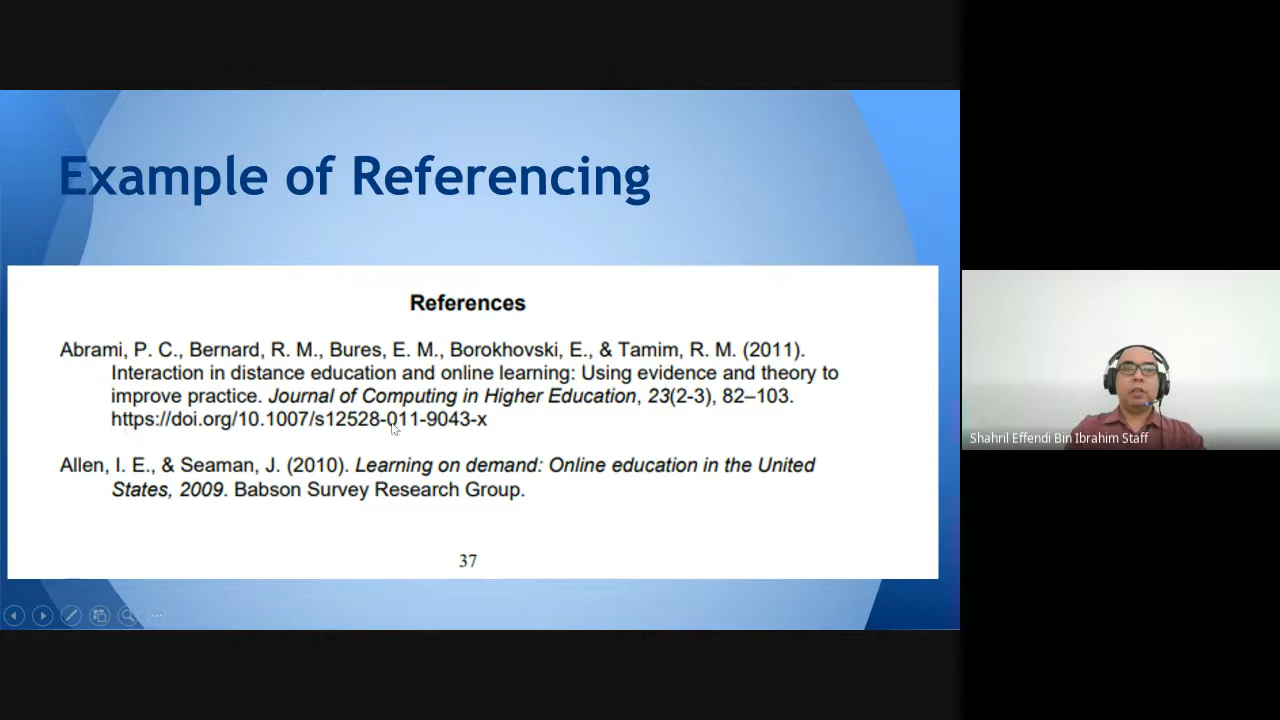 Example of Referencing
References
Abrami, P. C., Bernard, R. M., Bures, E. M., Borokhovski, E., & Tamim, R. M. (2011).
Interaction in distance education and online learning: Using evidence and theory to
improve practice. Journal of Computing in Higher Education, 23(2-3), 82–103.
https://doi.org/10.1007/s12528-011-9043-x
Allen, I. E., & Seaman, J. (2010). Learning on demand: Online education in the United
States, 2009. Babson Survey Research Group.
37
Shahril Effendi Bin Ibrahim Staff